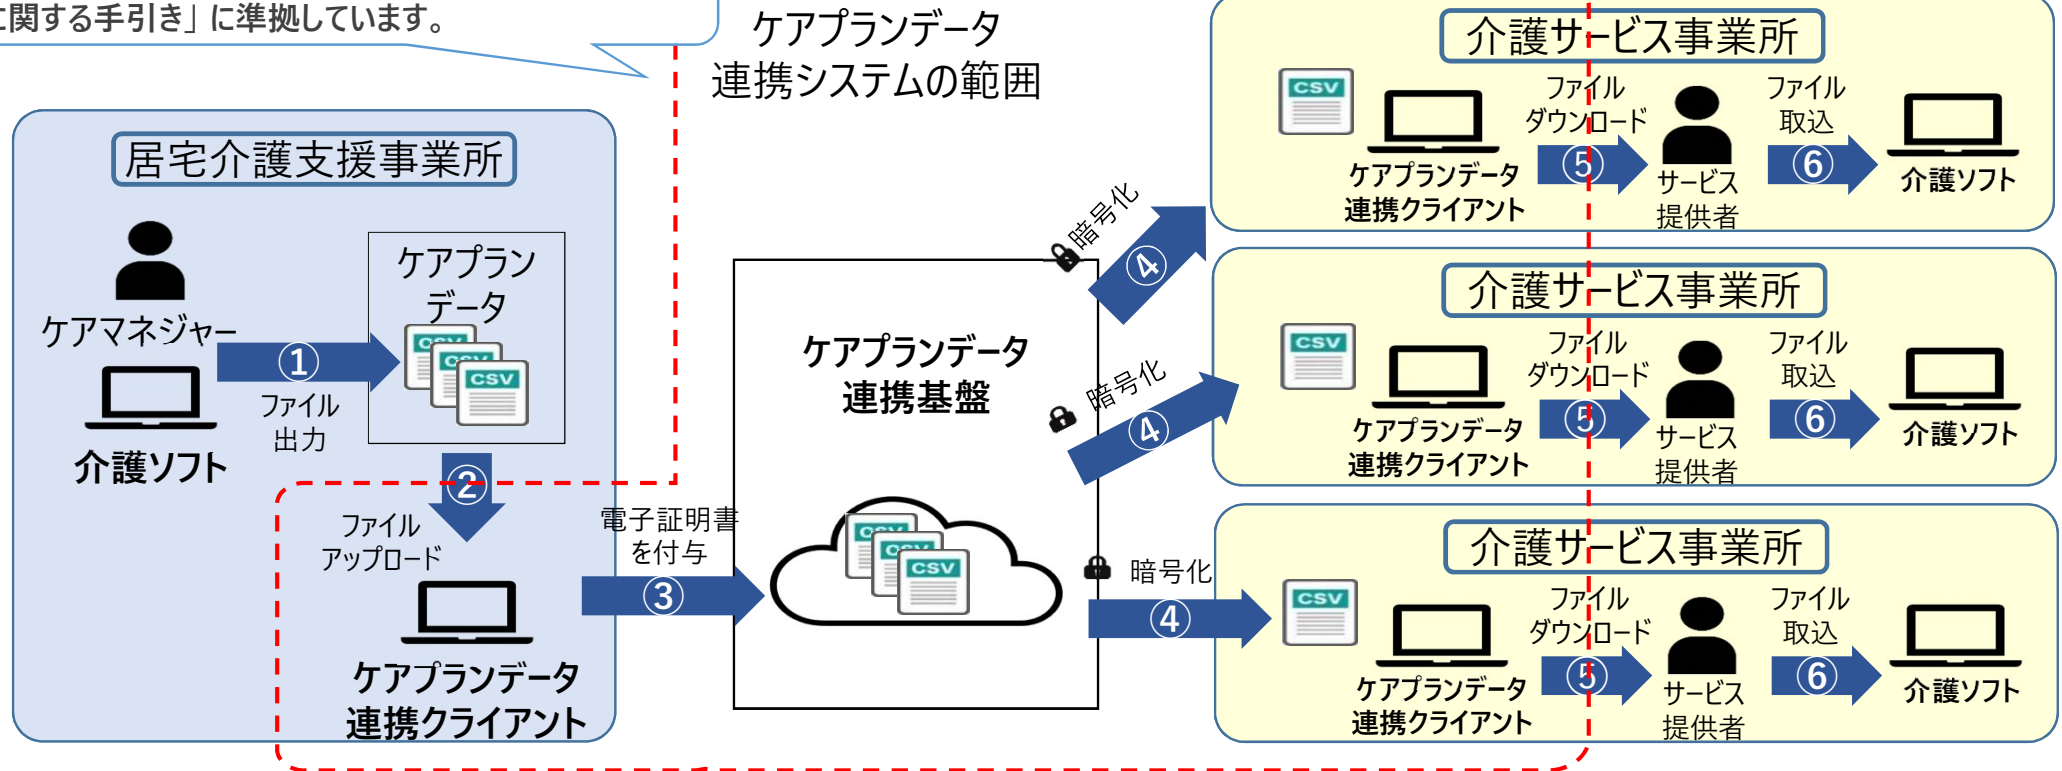 に関する手引き」に準拠しています。
ケアプランデータ
連携システムの範囲
居宅介護支援事業所
ケアマネジャー
介護ソフト
①
ファイル
出力
ケアプラン
データ
CSV
CSV
CSV
②
ファイル
アップロード
ケアプランデータ
連携クライアント
電子証明書
を付与
③
ケアプランデータ
連携基盤
CSV
CSV
CSV
暗号化
④
暗号化
④
暗号化
④
介護サービス事業所
CSV
ケアプランデータ
連携クライアント
ファイル
ダウンロード
⑤
サービス
提供者
ファイル
取込
⑥
介護ソフト
介護サービス事業所
CSV
ケアプランデータ
連携クライアント
ファイル
ダウンロード
⑤
サービス
提供者
ファイル
取込
⑥
介護ソフト
介護サービス事業所
CSV
ケアプランデータ
連携クライアント
ファイル
ダウンロード
⑤
サービス
提供者
ファイル
取込
⑥
介護ソフト